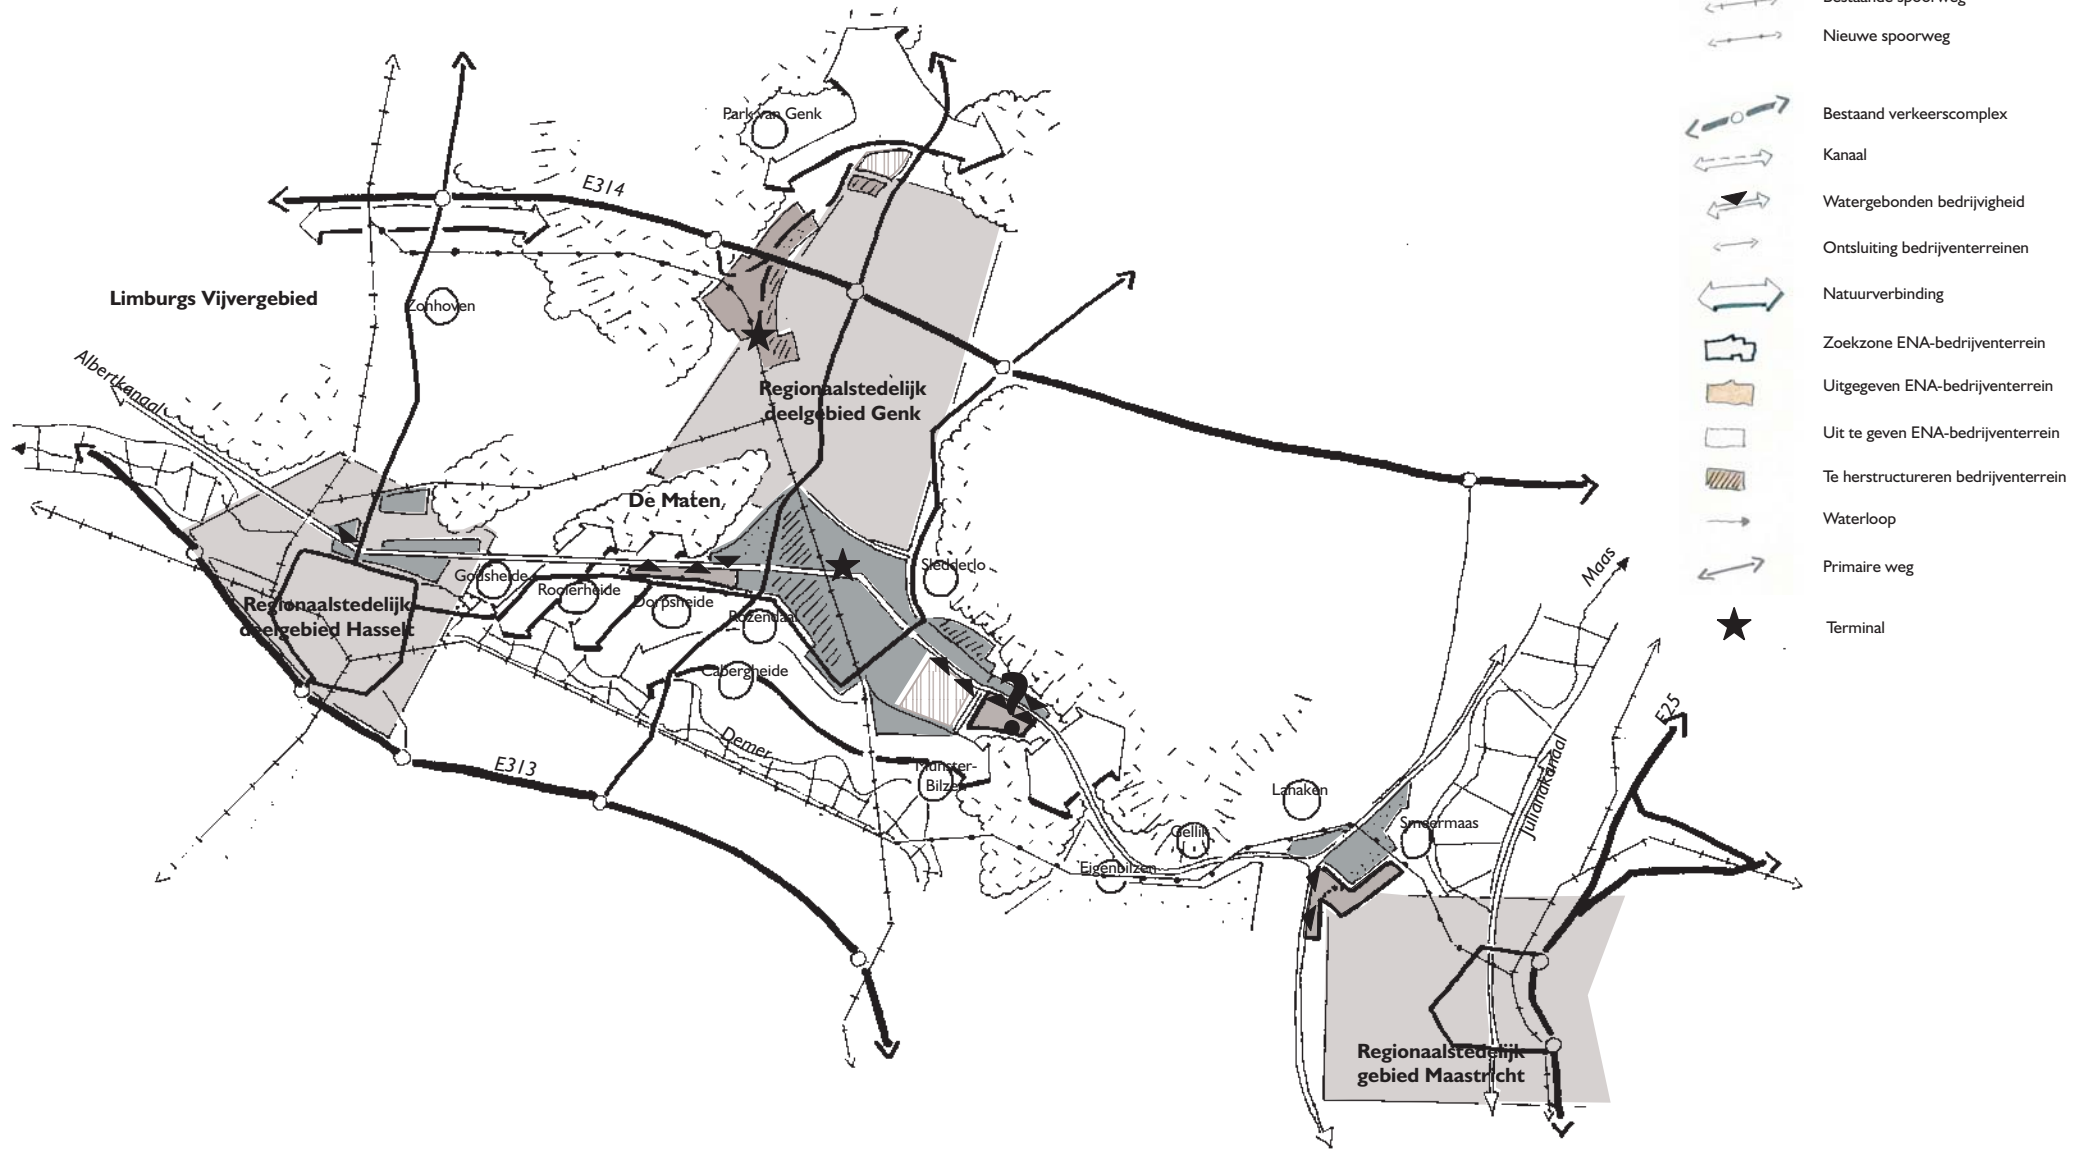 Bestaande spoorweg
Nieuwe spoorweg
Bestaand verkeerscomplex
Kanaal
Watergebonden bedrijvigheid
Ontsluiting bedrijventerreinen
Natuurverbinding
Zoekzone ENA-bedrijventerrein
Uitgegeven ENA-bedrijventerrein
Uit te geven ENA-bedrijventerrein
Te herstructureren bedrijventerrein
Waterloop
Primaire weg
Terminal
Park van Genk
E314
Limburgs Vijvergebied
Zonhoven
Albertkanaal
Regionaalstedelijk
deelgebied Genk
De Maten
Godsheide
Rooierheide
Dorpsheide
Rozendaal
Sledderlo
Regionaalstedelijk
deelgebied Hasselt
Cabergheide
?
Demer
E313
Munster-
Bilzen
Lanaken
Gellik
Eigenbilzen
Smeermaas
Maas
Julianakanaal
E25
Regionaalstedelijk
gebied Maastricht